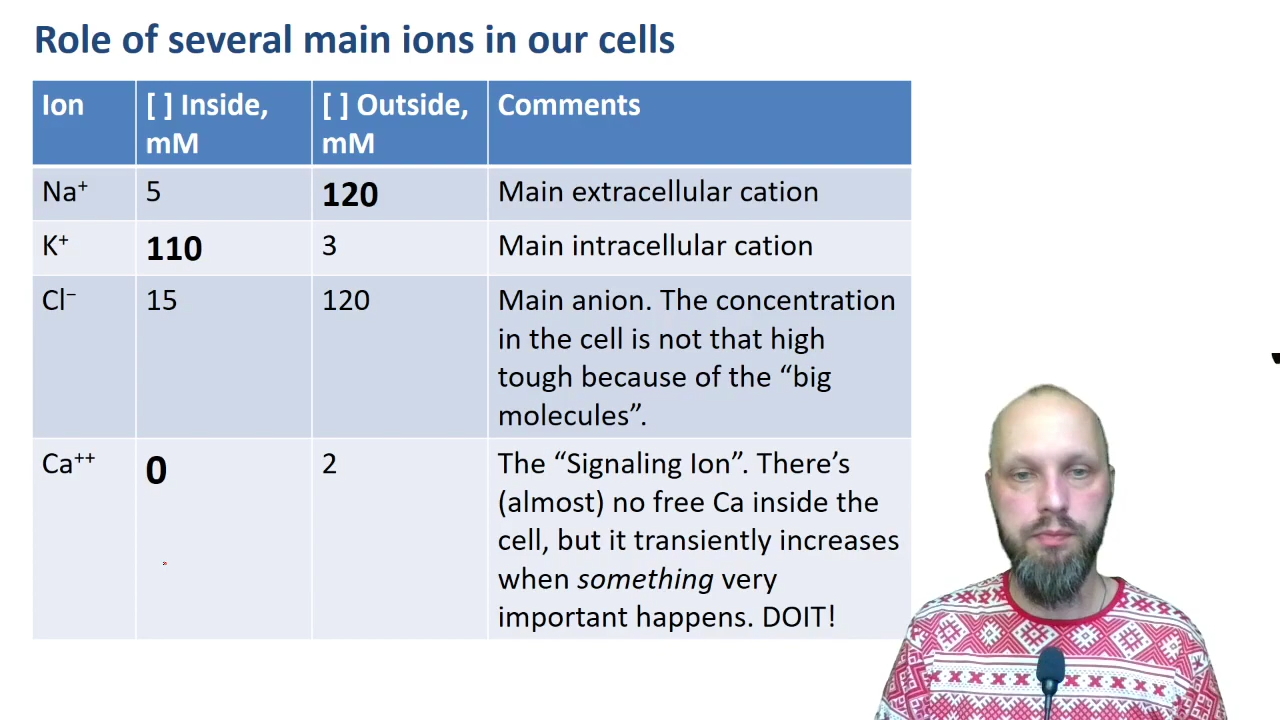 Role of several main ions in our cells
Ion
[ ] Inside,
mM
[ ] Outside,
mM
Comments
Na⁺
5
120
Main extracellular cation
K⁺
110
3
Main intracellular cation
Cl⁻
15
120
Main anion. The concentration
in the cell is not that high
tough because of the “big
molecules”.
Ca⁺⁺
0
2
The “Signaling Ion”. There’s
(almost) no free Ca inside the
cell, but it transiently increases
when something very
important happens. DOIT!